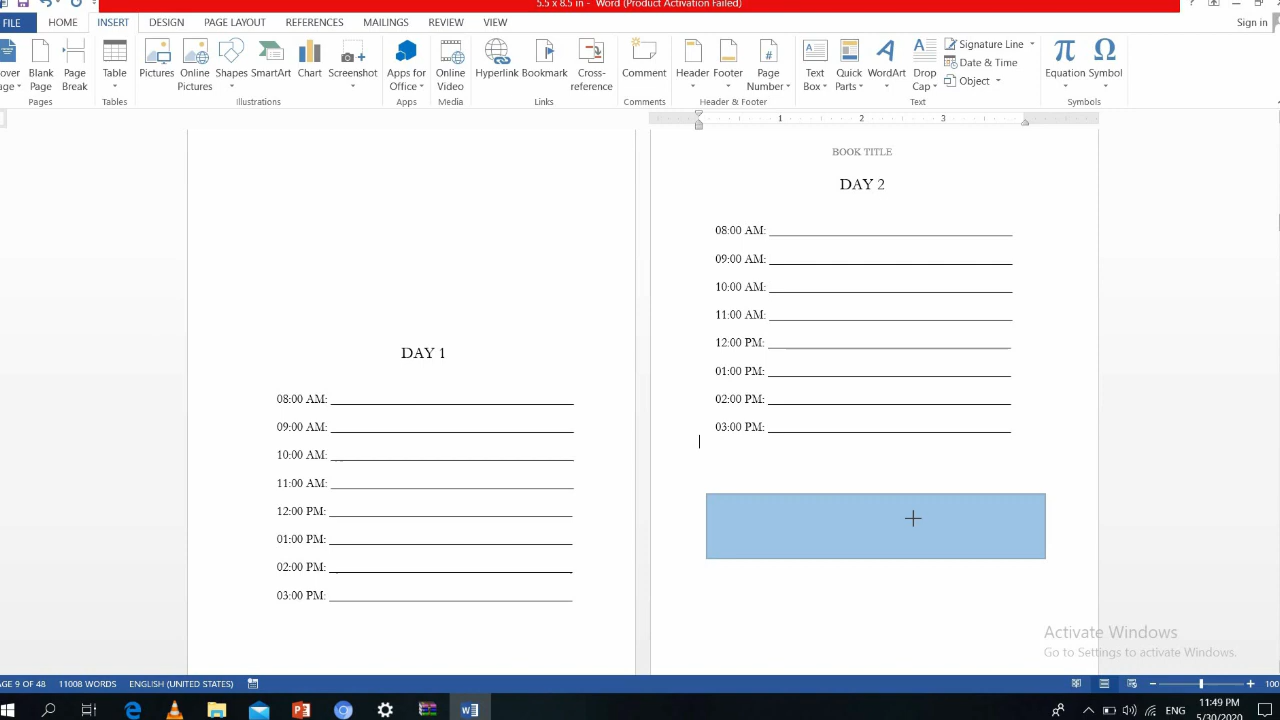 5.5 x 8.5 in - Word (Product Activation Failed)
FILE HOME INSERT DESIGN PAGE LAYOUT REFERENCES MAILINGS REVIEW VIEW
Sign in
Blank Page
Page Break
Table
Pictures
Online Pictures
Shapes
SmartArt
Chart
Screenshot
Apps for Office
Online Video
Hyperlink
Bookmark
Cross-reference
Comment
Header
Footer
Page Number
Text Box
Quick Parts
WordArt
Drop Cap
Signature Line
Date & Time
Object
Equation
Symbol
Pages
Tables
Illustrations
Apps
Media
Links
Comments
Header & Footer
Text
Symbols
1 2 3
DAY 1
08:00 AM:
09:00 AM:
10:00 AM:
11:00 AM:
12:00 PM:
01:00 PM:
02:00 PM:
03:00 PM:
BOOK TITLE
DAY 2
08:00 AM:
09:00 AM:
10:00 AM:
11:00 AM:
12:00 PM:
01:00 PM:
02:00 PM:
03:00 PM:
Activate Windows
Go to Settings to activate Windows.
9 OF 48 11008 WORDS ENGLISH (UNITED STATES)
100
ENG
11:49 PM
5/30/2020